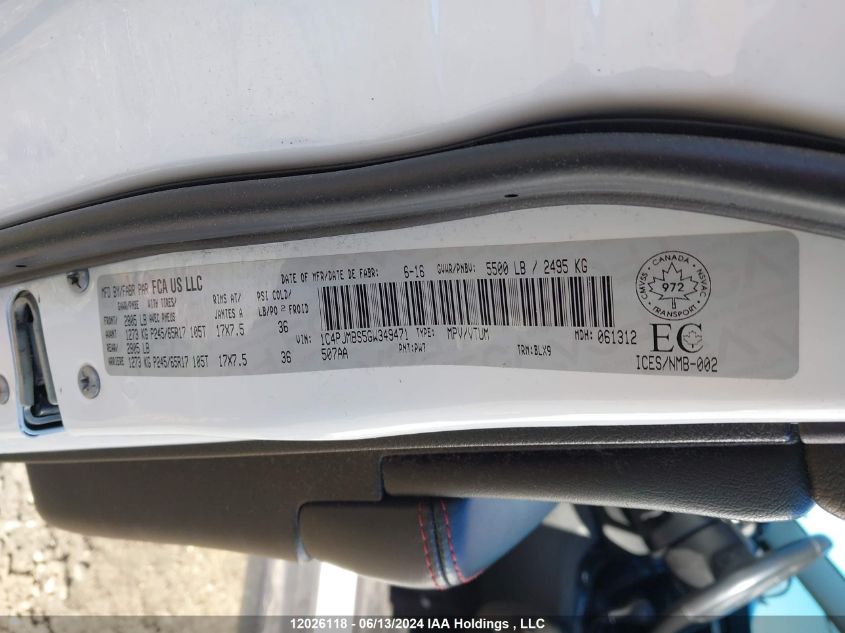 MFD BY/FABR PAR FCA US LLC
DATE OF MFR/DATE DE FABR: 6-16 GVWR/PNBV: 5500 LB / 2495 KG
GAWR/PNBE WITH TIRES/ RIMS AT/ PSI COLD/
FRONT/ 2805 LB AVEC PNEUS JANTES A LB/PO² FROID
AVANT 1273 KG P245/65R17 105T 17X7.5 36
REAR/ 2805 LB
ARRIERE 1273 KG P245/65R17 105T 17X7.5 36
VIN: 1C4PJMBS5GW349471 TYPE: MPV/VTUM MDH: 061312
507AA PNT:PW7 TRN:BLX9
CMVSS CANADA NSVAC
972
TRANSPORT
EC
ICES/NMB-002
12026118 - 06/13/2024 IAA Holdings , LLC